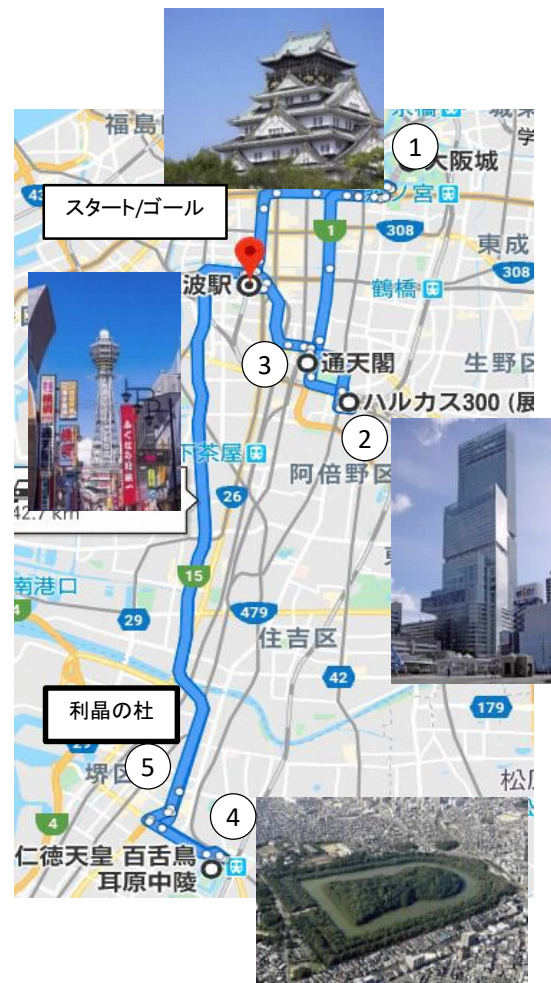 福島
①
大阪城
スタート/ゴール
1
308
東成
波駅
鶴橋
308
③
通天閣
生野区
ハルカス300 (展
②
下茶屋
阿倍野区
26
42.7 km
15
南港口
29
479
住吉区
42
利晶の杜
179
⑤
堺区
松原
4
④
仁徳天皇 百舌鳥
耳原中陵
26